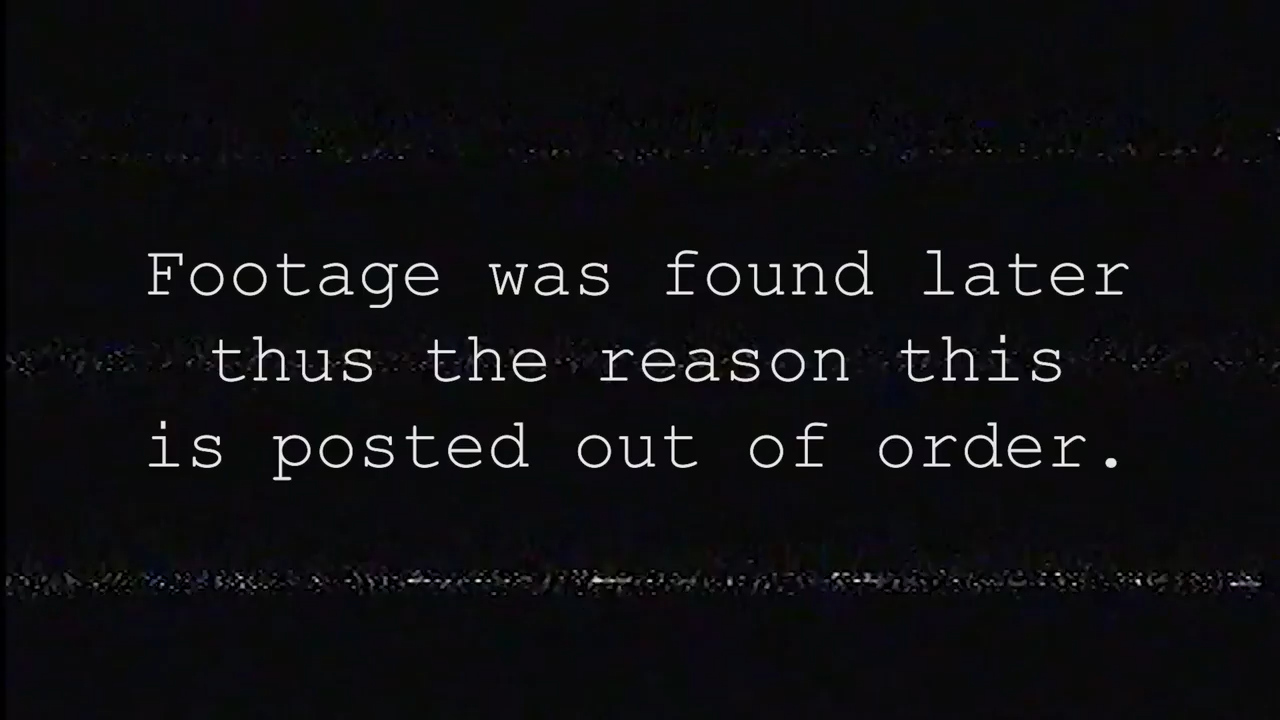 Footage was found later
thus the reason this
is posted out of order.